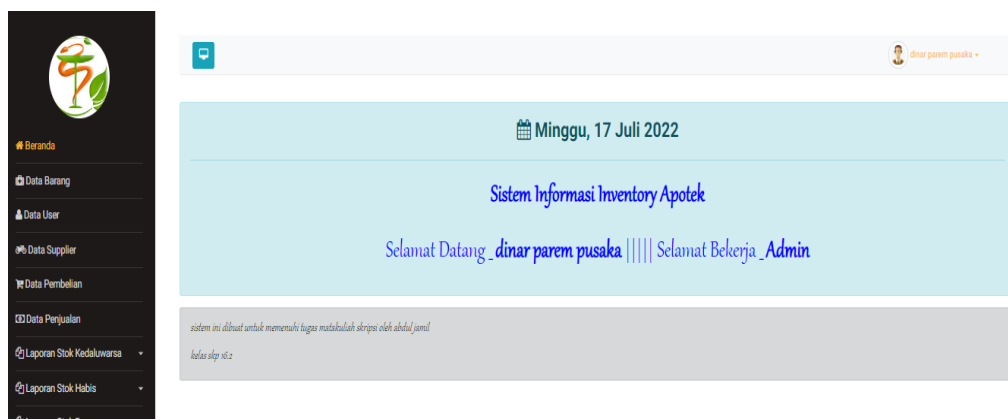 dinar parem pusaka
Minggu, 17 Juli 2022
Sistem Informasi Inventory Apotek
Selamat Datang _dinar parem pusaka ||||| Selamat Bekerja _Admin
sistem ini dibuat untuk memenuhi tugas matakuliah skripsi oleh abdul jamil
kelas skp 16.2
Beranda
Data Barang
Data User
Data Supplier
Data Pembelian
Data Penjualan
Laporan Stok Kedaluwarsa
Laporan Stok Habis